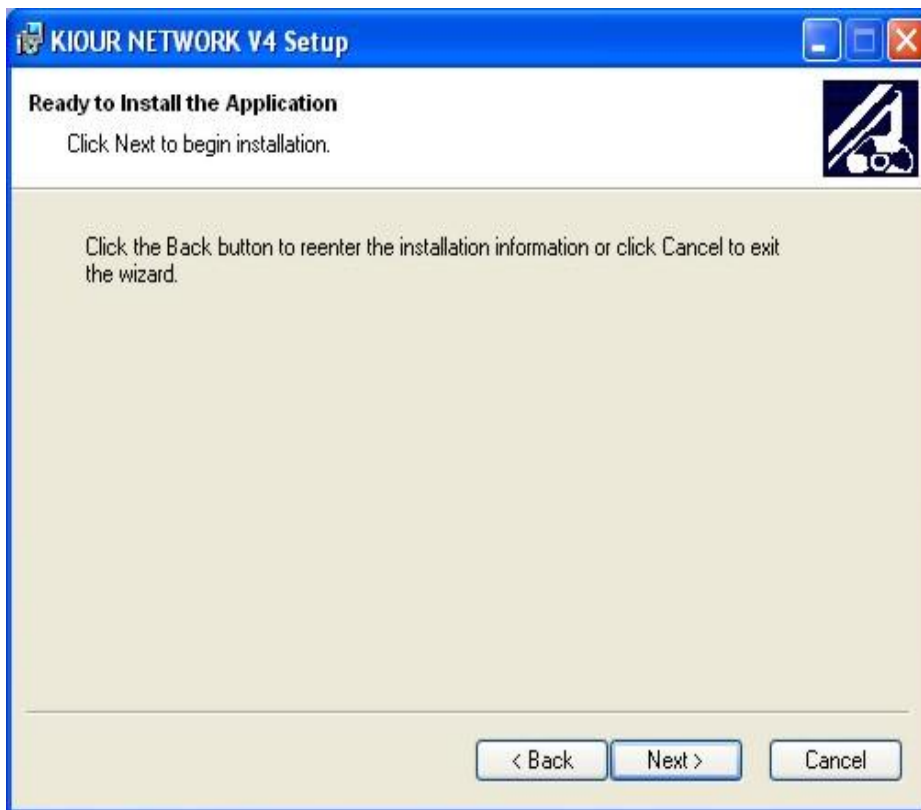 KIOUR NETWORK V4 Setup
Ready to Install the Application
Click Next to begin installation.
Click the Back button to reenter the installation information or click Cancel to exit
the wizard.
< Back
Next >
Cancel